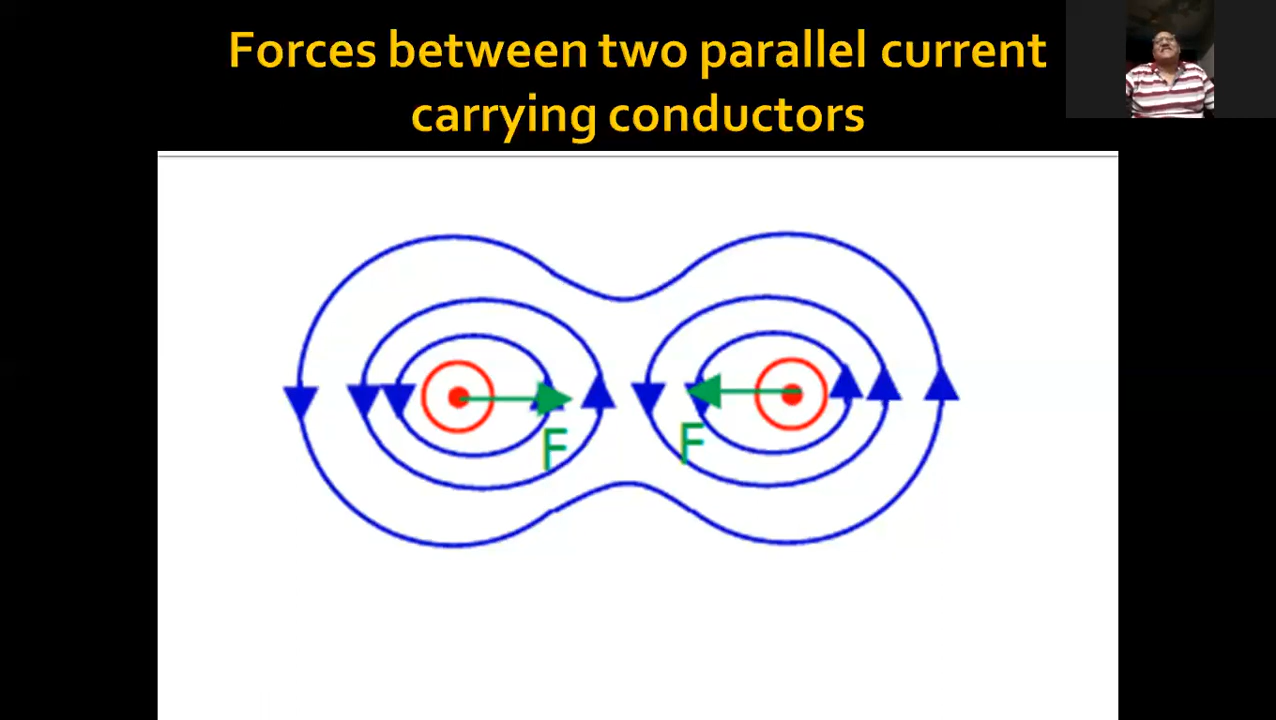 Forces between two parallel current
carrying conductors
F
F